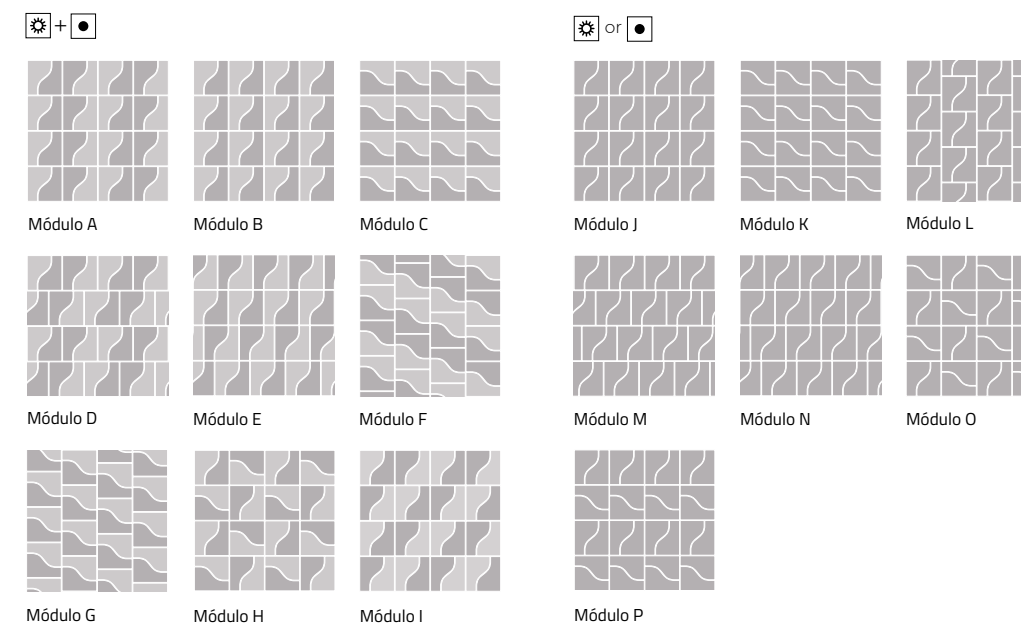 +
or
Módulo A
Módulo B
Módulo C
Módulo J
Módulo K
Módulo L
Módulo D
Módulo E
Módulo F
Módulo M
Módulo N
Módulo O
Módulo G
Módulo H
Módulo I
Módulo P